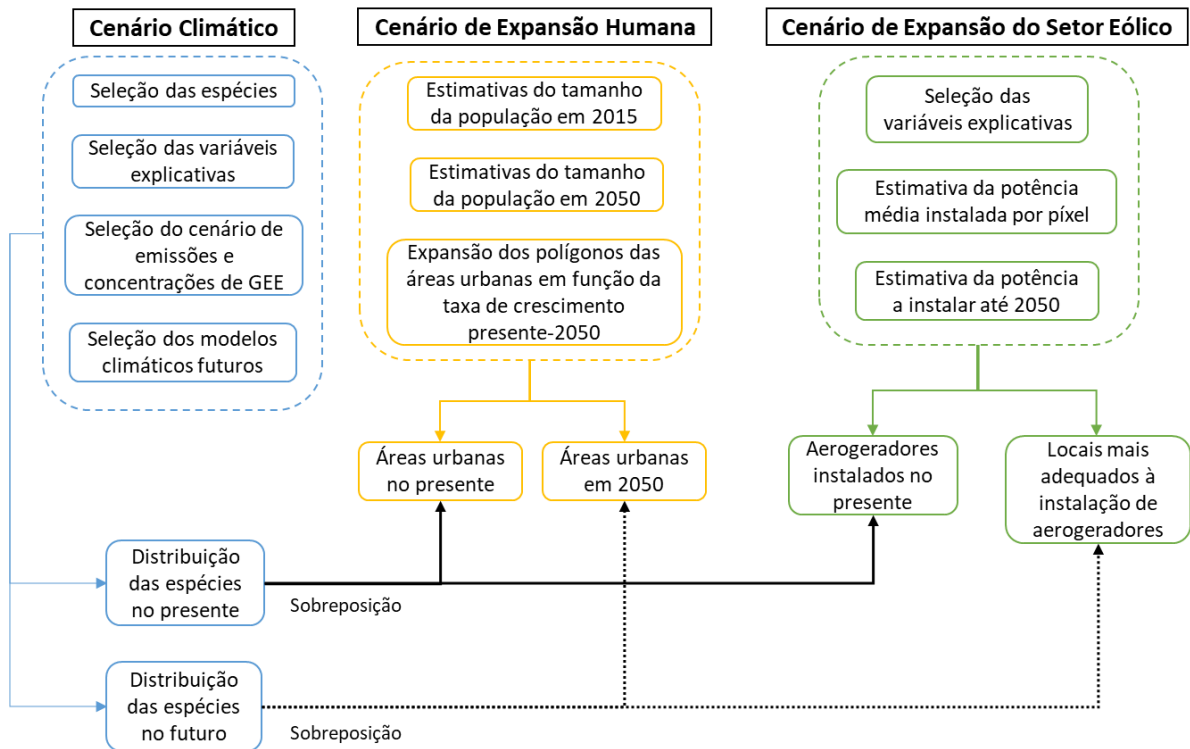 Cenário Climático
Seleção das espécies
Seleção das variáveis
explicativas
Seleção do cenário de
emissões e
concentrações de GEE
Seleção dos modelos
climáticos futuros
Cenário de Expansão Humana
Estimativas do tamanho
da população em 2015
Estimativas do tamanho
da população em 2050
Expansão dos polígonos das
áreas urbanas em função da
taxa de crescimento
presente-2050
Cenário de Expansão do Setor Eólico
Seleção das
variáveis explicativas
Estimativa da potência
média instalada por píxel
Estimativa da potência
a instalar até 2050
Áreas urbanas
no presente
Áreas urbanas
em 2050
Aerogeradores
instalados no
presente
Locais mais
adequados à
instalação de
aerogeradores
Distribuição
das espécies
no presente
Sobreposição
Distribuição
das espécies
no futuro
Sobreposição